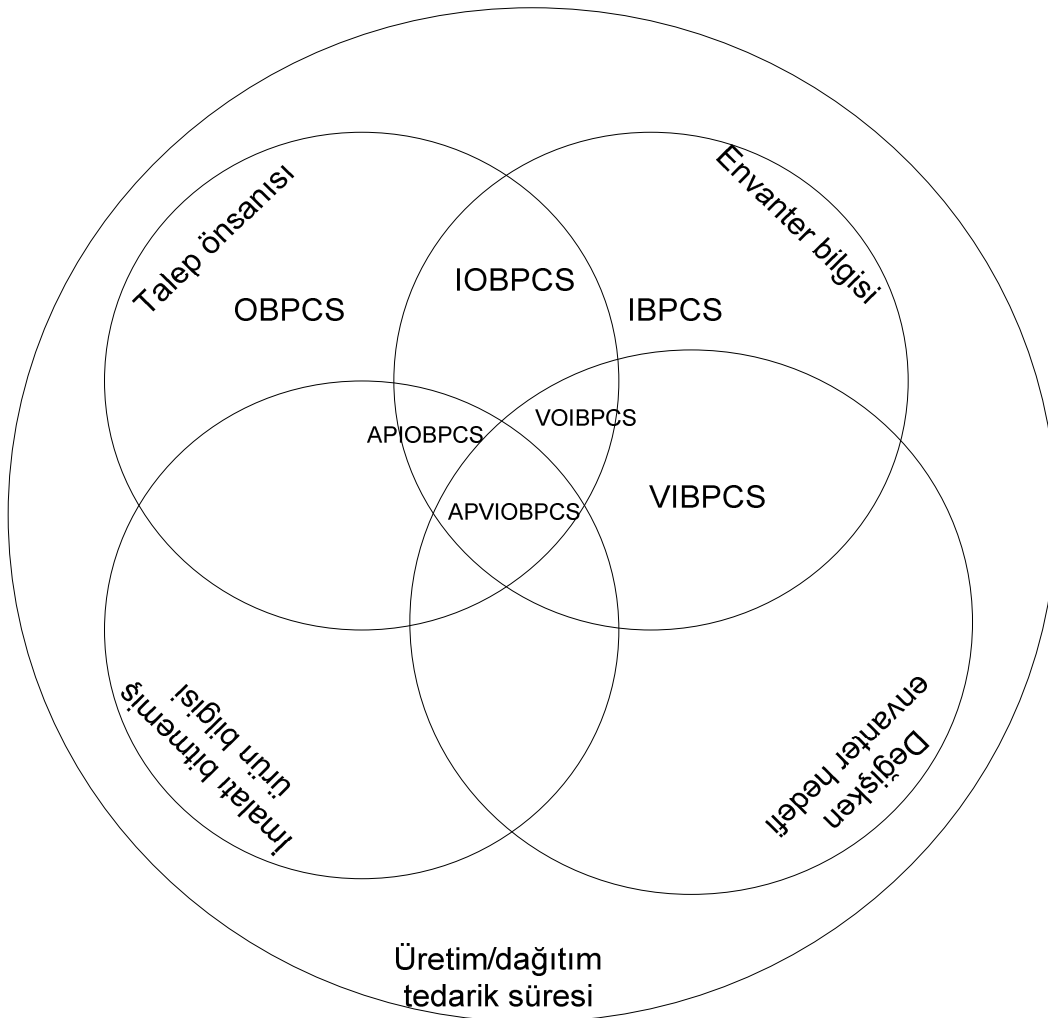 Talep önsanısı
Envanter bilgisi
OBPCS
IOBPCS
IBPCS
APIOBPCS
VOIBPCS
APVIOBPCS
VIBPCS
İmalatı bitmemiş
ürün bilgisi
Değişken
envanter hedefi
Üretim/dağıtım
tedarik süresi